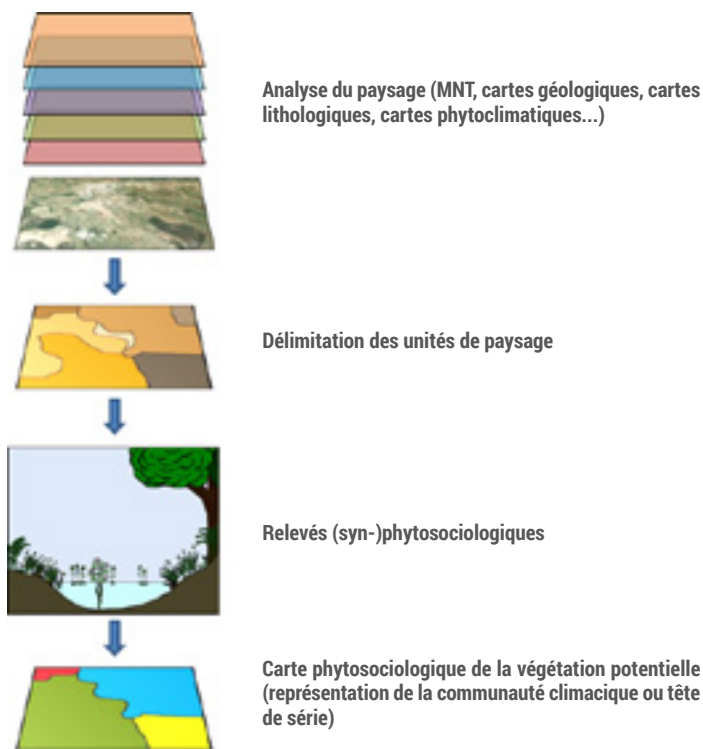 Analyse du paysage (MNT, cartes géologiques, cartes
lithologiques, cartes phytoclimatiques...)
Délimitation des unités de paysage
Relevés (syn-)phytosociologiques
Carte phytosociologique de la végétation potentielle
(représentation de la communauté climacique ou tête
de série)